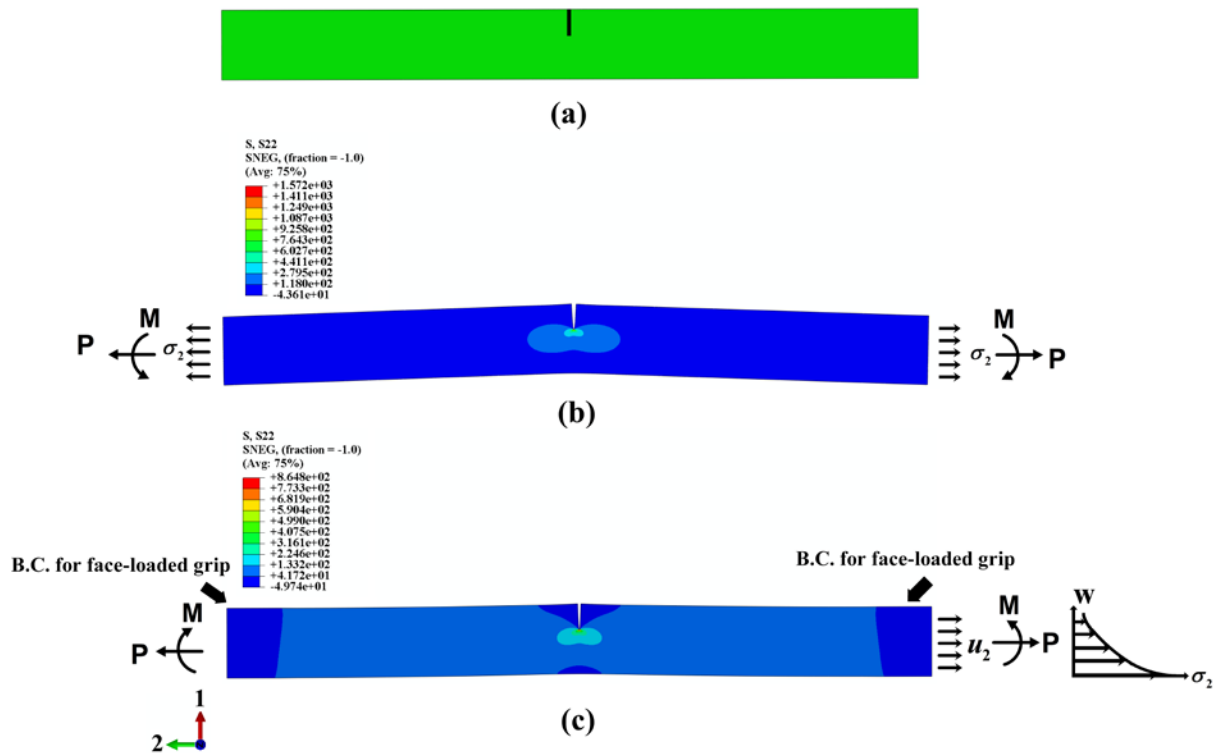 (a)
S, S22
SNEG, (fraction = -1.0)
(Avg: 75%)
+1.572e+03
+1.411e+03
+1.249e+03
+1.087e+03
+9.258e+02
+7.643e+02
+6.027e+02
+4.411e+02
+2.795e+02
+1.180e+02
-4.361e+01
M
P
σ₂
M
σ₂
P
(b)
S, S22
SNEG, (fraction = -1.0)
(Avg: 75%)
+8.648e+02
+7.733e+02
+6.819e+02
+5.904e+02
+4.990e+02
+4.075e+02
+3.161e+02
+2.246e+02
+1.332e+02
+4.172e+01
-4.974e+01
B.C. for face-loaded grip
B.C. for face-loaded grip
M
P
M
u₂
P
W
σ₂
1
2
(c)